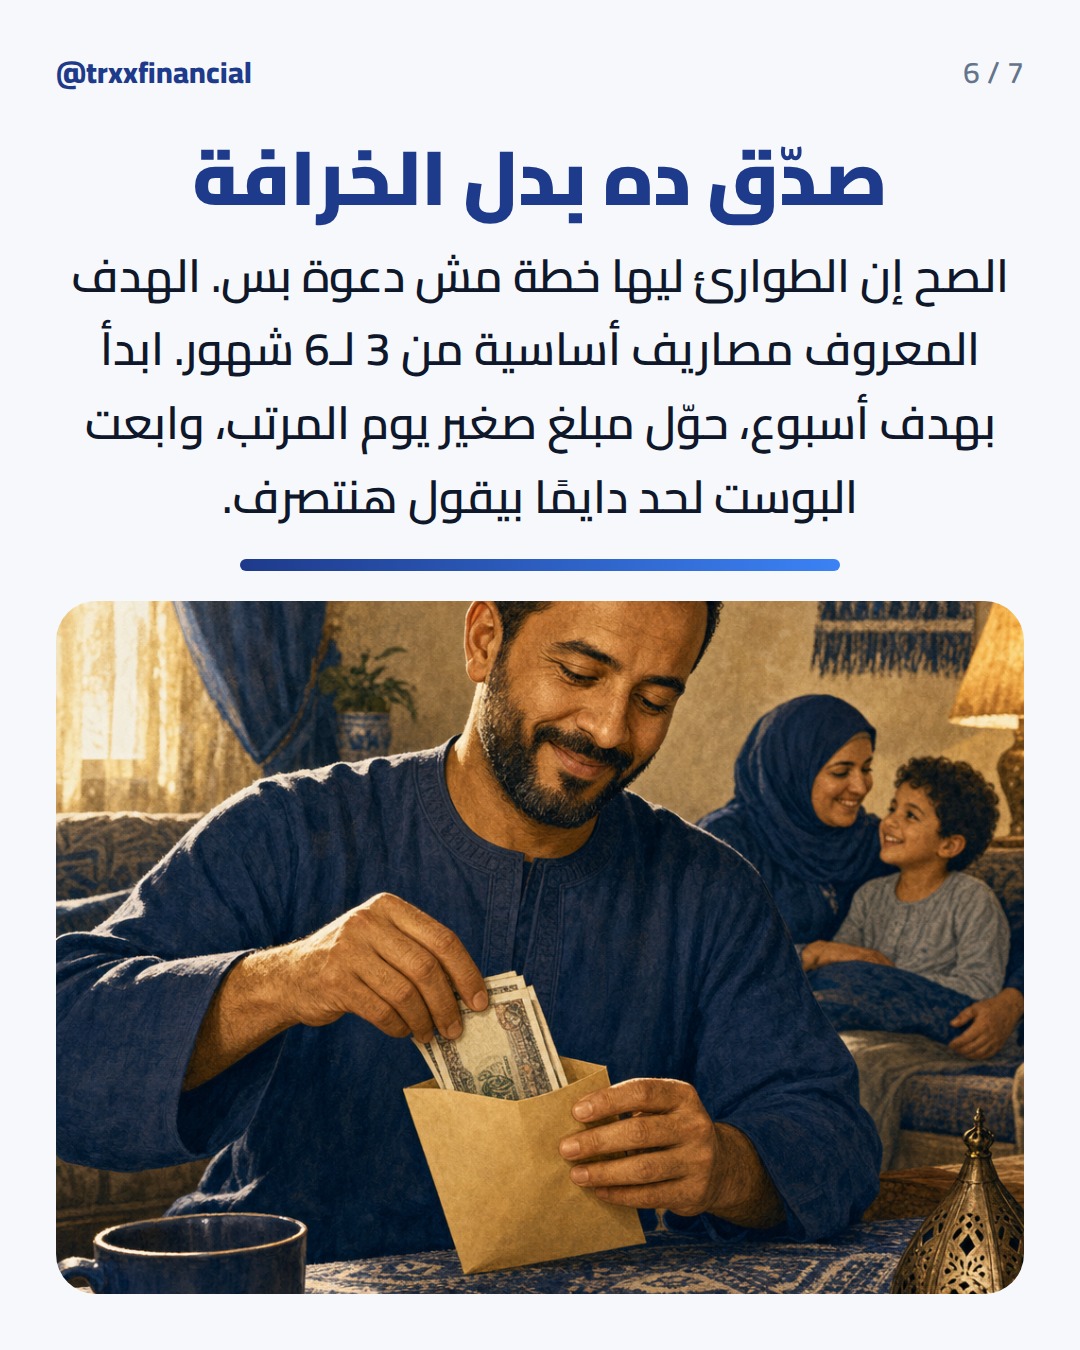 @trxxfinancial
6 / 7
صدّق ده بدل الخرافة
الصح إن الطوارئ ليها خطة مش دعوة بس. الهدف
المعروف مصاريف أساسية من 3 لـ6 شهور. ابدأ
بهدف أسبوع، حوّل مبلغ صغير يوم المرتب، وابعت
البوست لحد دايمًا بيقول هنتصرف.